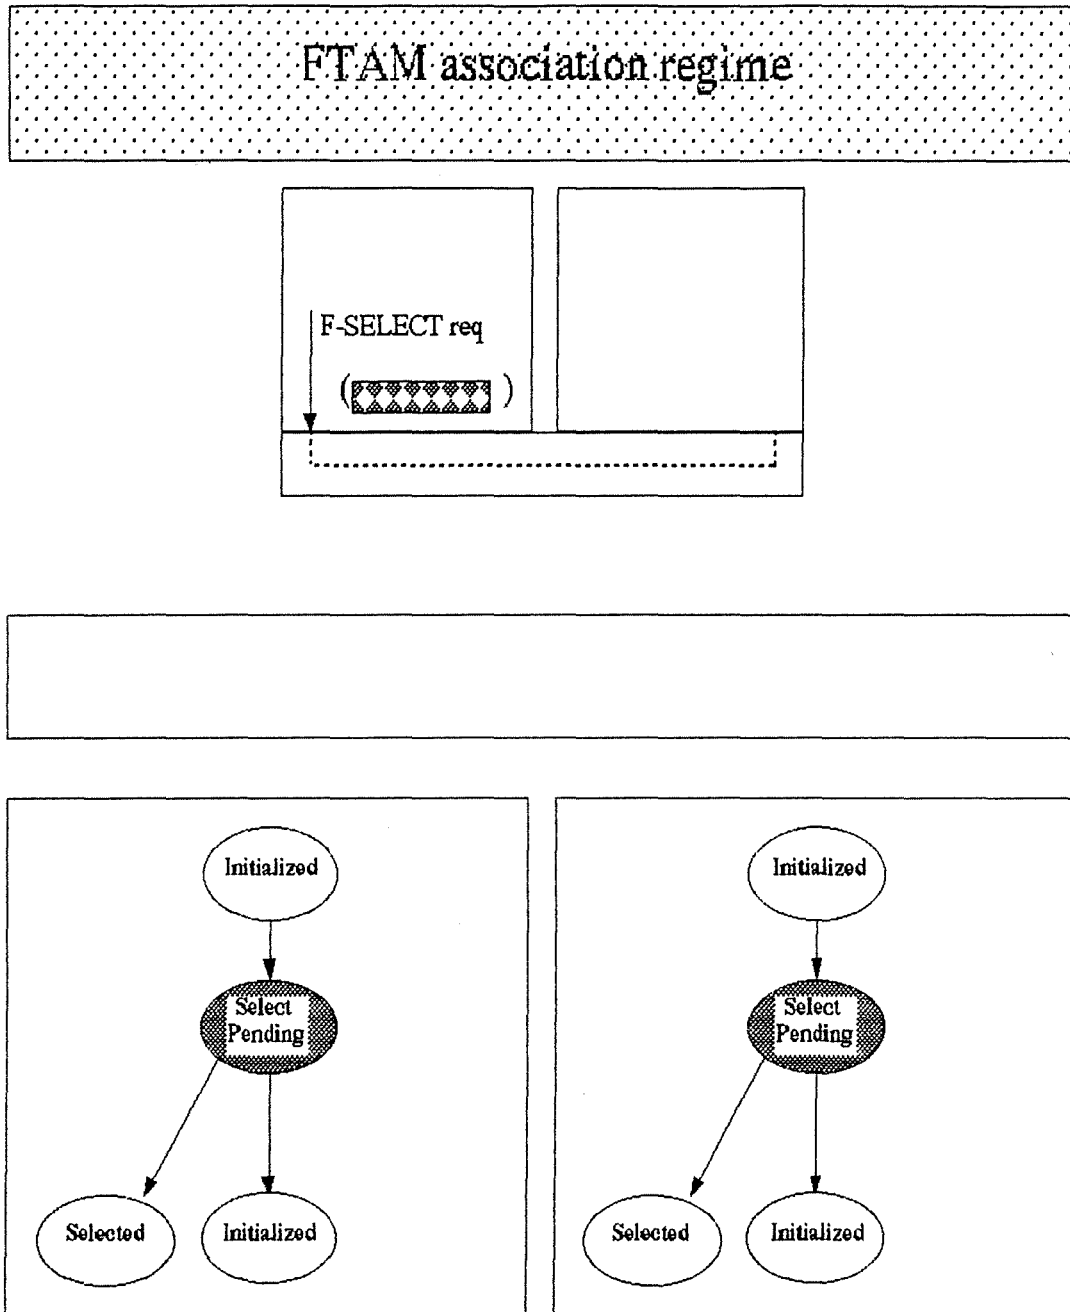 FTAM association regime
F-SELECT req
( )
Initialized
Select
Pending
Selected
Initialized
Initialized
Select
Pending
Selected
Initialized